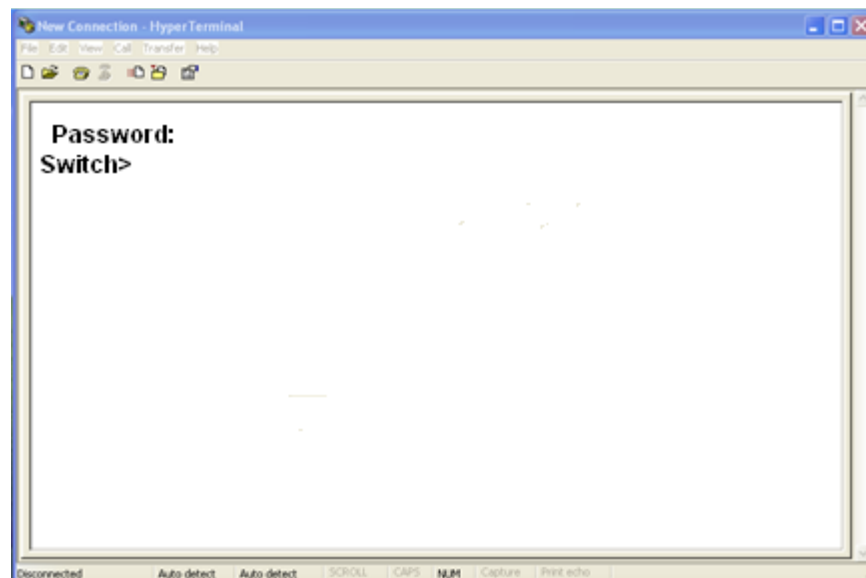 New Connection - HyperTerminal
File Edit View Call Transfer Help
Password:
Switch>
Disconnected Auto detect Auto detect SCROLL CAPS NUM Capture Print echo